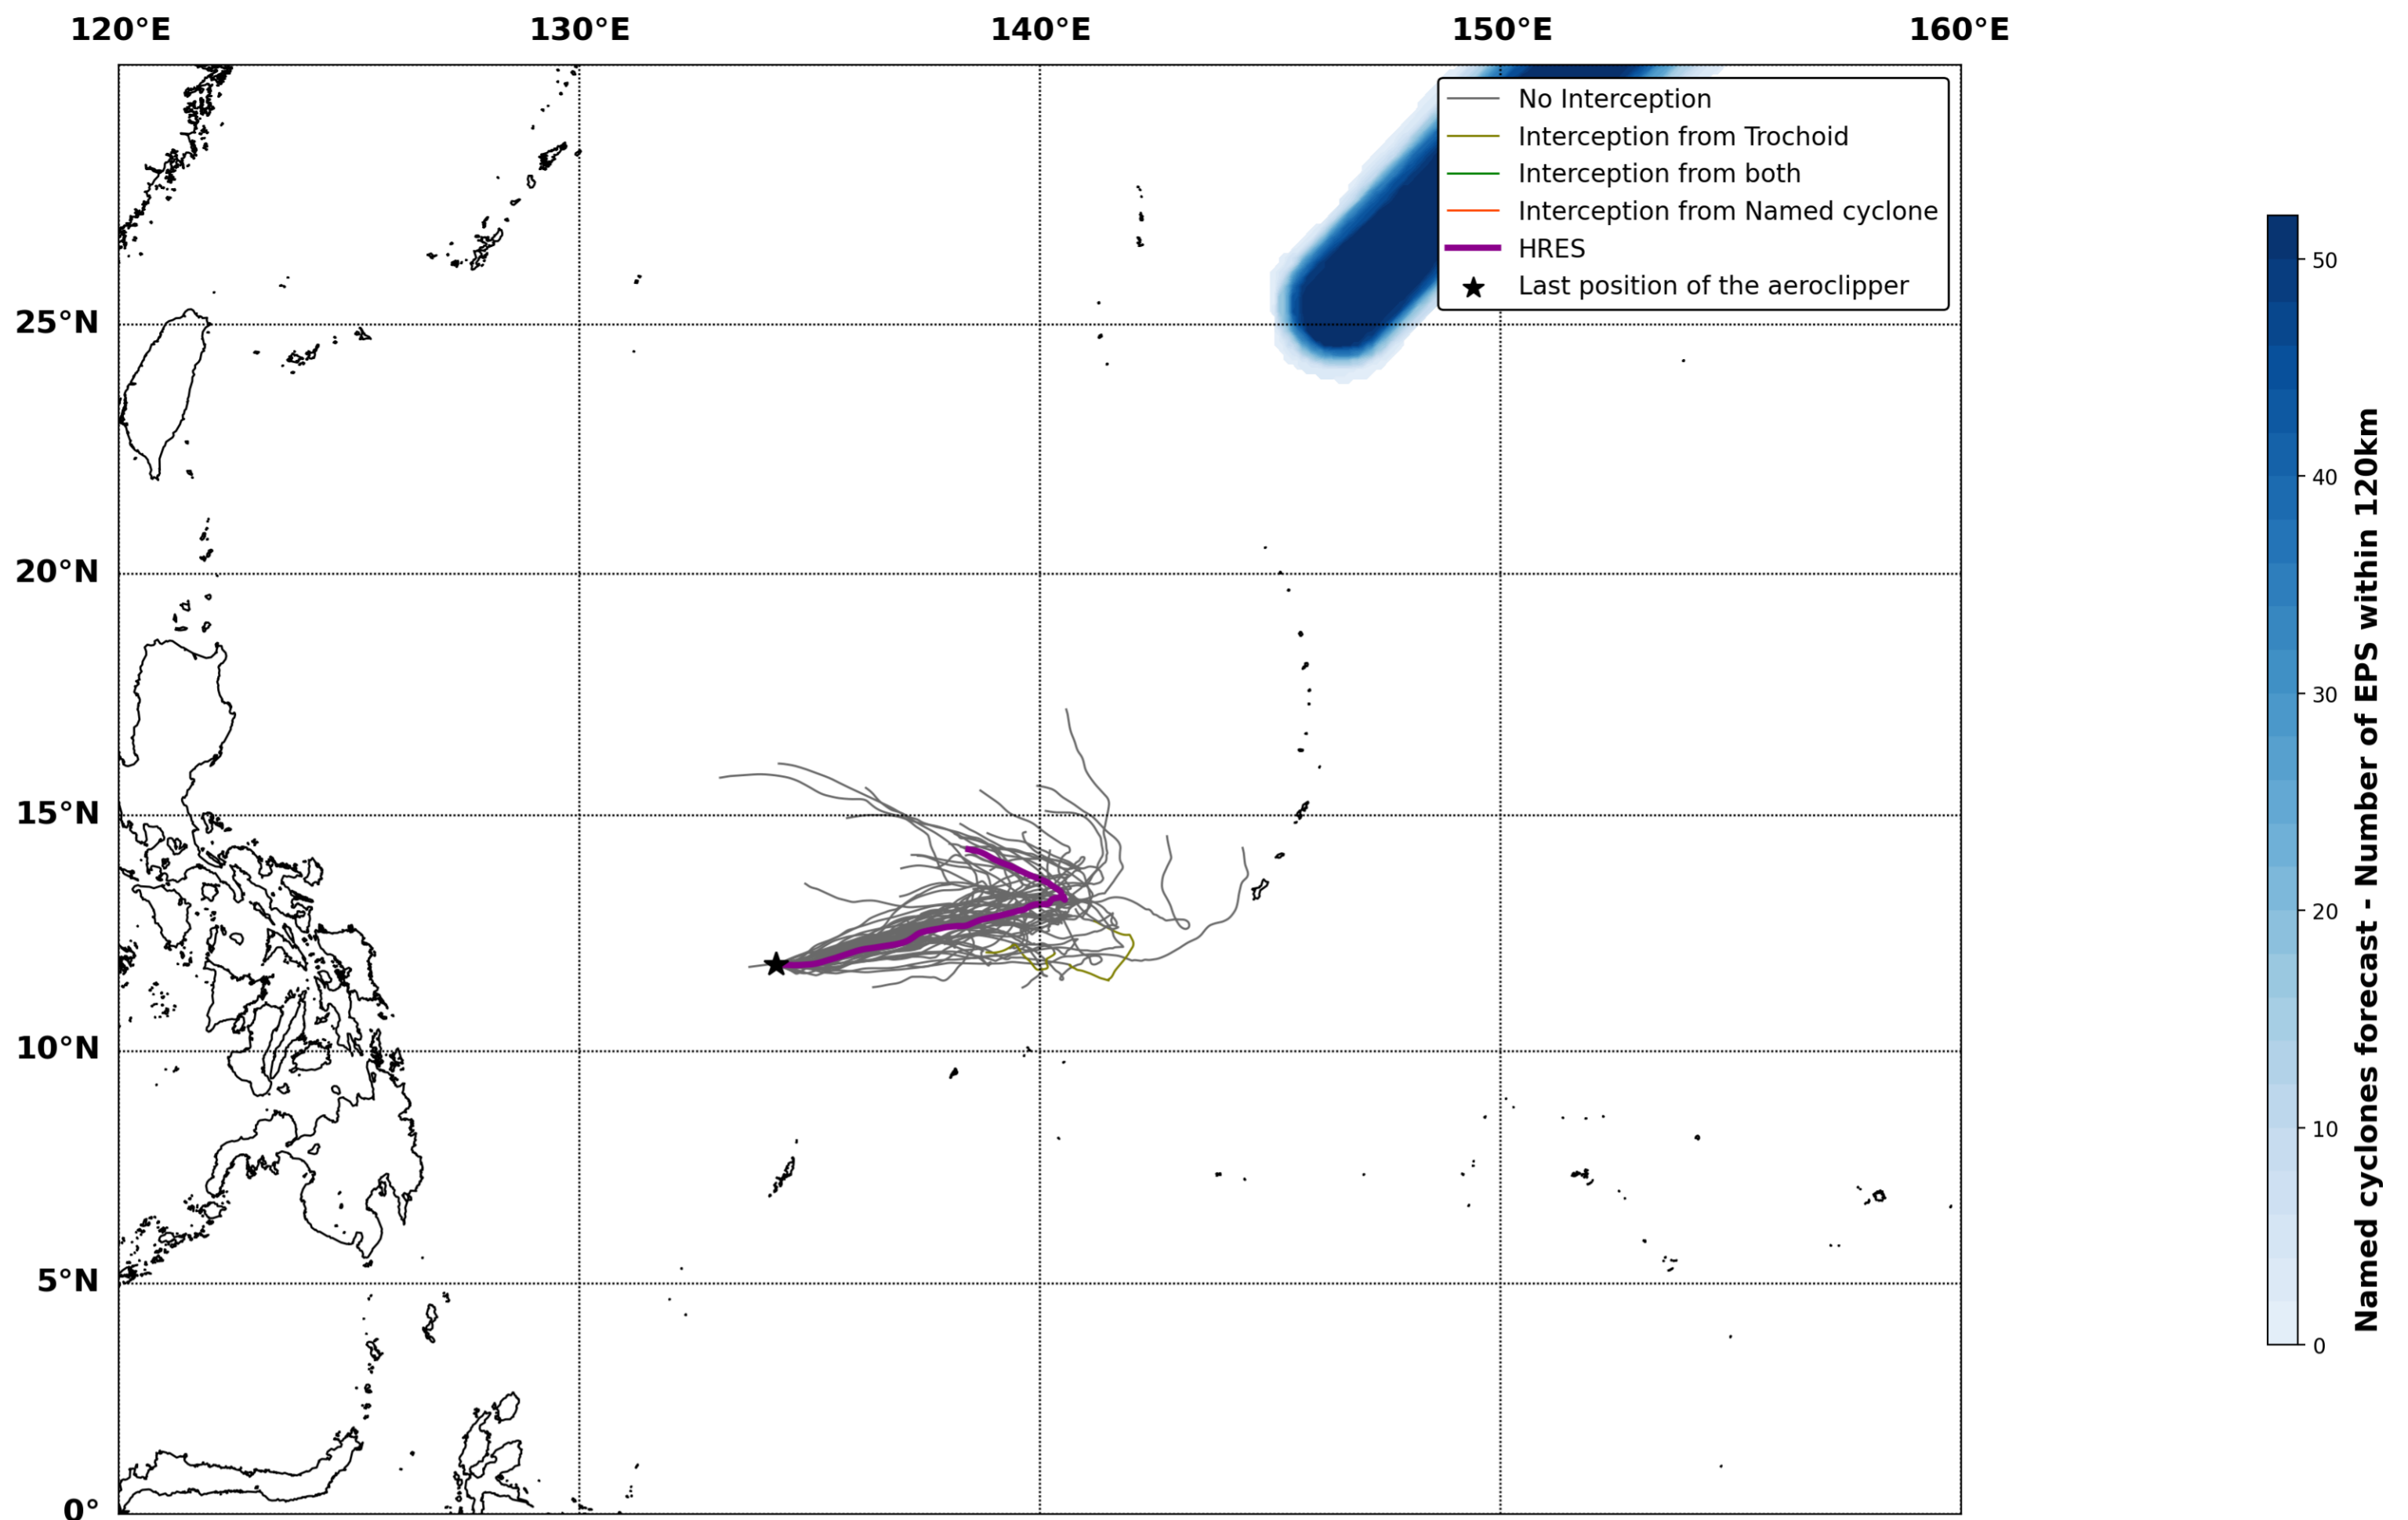 120°E 130°E 140°E 150°E 160°E
No Interception
Interception from Trochoid
Interception from both
Interception from Named cyclone
HRES
Last position of the aeroclipper
25°N
20°N
15°N
10°N
5°N
0°
50
40
30
20
10
0
Named cyclones forecast - Number of EPS within 120km